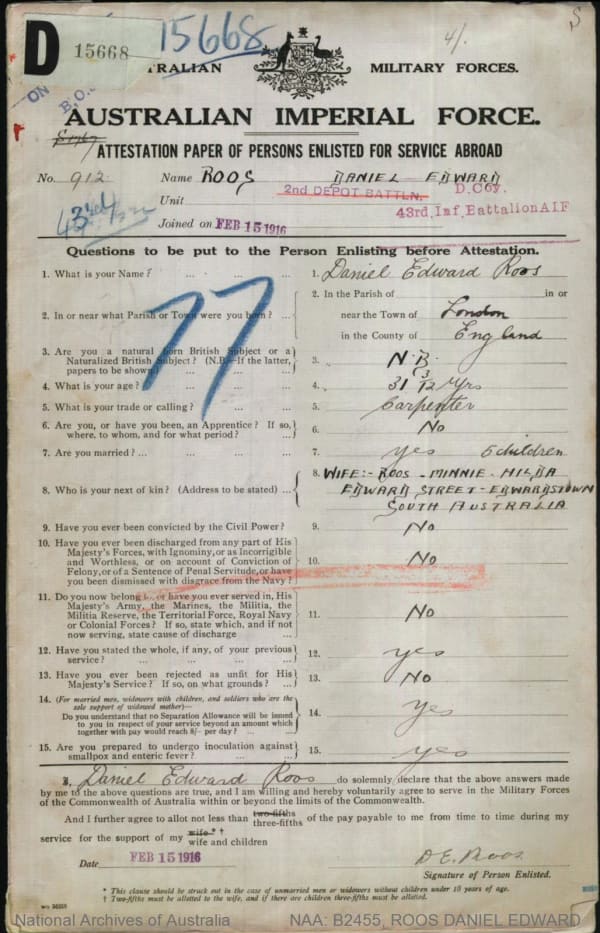 D 15668
15668
4/.
S
ON
TRALIAN MILITARY FORCES.
AUSTRALIAN IMPERIAL FORCE.
ATTESTATION PAPER OF PERSONS ENLISTED FOR SERVICE ABROAD
No. 912 Name ROOS DANIEL EDWARD
Unit 2nd DEPOT BATTLN. D. Coy.
43rd. Inf. Battalion AIF
43rd
Joined on FEB 15 1916
Questions to be put to the Person Enlisting before Attestation.
77
1. What is your Name? ... ... ... 1. Daniel Edward Roos
2. In or near what Parish or Town were you born? ... 2. In the Parish of in or
near the Town of London
in the County of England
3. Are you a natural born British Subject or a
Naturalized British Subject? (N.B.—If the latter,
papers to be shown) 3. N.B.
4. What is your age? ... 4. 31 3/12 Yrs
5. What is your trade or calling? ... 5. Carpenter
6. Are you, or have you been, an Apprentice? If so,
where, to whom, and for what period? ... 6. No
7. Are you married? ... 7. yes 5 children
8. Who is your next of kin? (Address to be stated) ... 8. WIFE:- ROOS - MINNIE - HILDA
EDWARD STREET - EDWARDSTOWN
SOUTH AUSTRALIA
9. Have you ever been convicted by the Civil Power? 9. No
10. Have you ever been discharged from any part of His
Majesty's Forces, with Ignominy, or as Incorrigible
and Worthless, or on account of Conviction of
Felony, or of a Sentence of Penal Servitude, or have
you been dismissed with disgrace from the Navy? 10. No
11. Do you now belong to, or have you ever served in, His
Majesty's Army, the Marines, the Militia, the
Militia Reserve, the Territorial Force, Royal Navy
or Colonial Forces? If so, state which, and if not
now serving, state cause of discharge ... 11. No
12. Have you stated the whole, if any, of your previous
service? ... ... ... ... 12. yes
13. Have you ever been rejected as unfit for His
Majesty's Service? If so, on what grounds? ... 13. No
14. (For married men, widowers with children, and soldiers who are the
sole support of widowed mother)—
Do you understand that no Separation Allowance will be issued
to you in respect of your service beyond an amount which
together with pay would reach 8/- per day? ... ... 14. yes
15. Are you prepared to undergo inoculation against
smallpox and enteric fever? ... ... 15. yes
I, Daniel Edward Roos do solemnly declare that the above answers made
by me to the above questions are true, and I am willing and hereby voluntarily agree to serve in the Military Forces
of the Commonwealth of Australia within or beyond the limits of the Commonwealth.
And I further agree to allot not less than two-fifths three-fifths of the pay payable to me from time to time during my
service for the support of my wife * † wife and children
Date FEB 15 1916 D E. Roos
Signature of Person Enlisted.
* This clause should be struck out in the case of unmarried men or widowers without children under 18 years of age.
† Two-fifths must be allotted to the wife, and if there are children three-fifths must be allotted.
National Archives of Australia NAA: B2455, ROOS DANIEL EDWARD